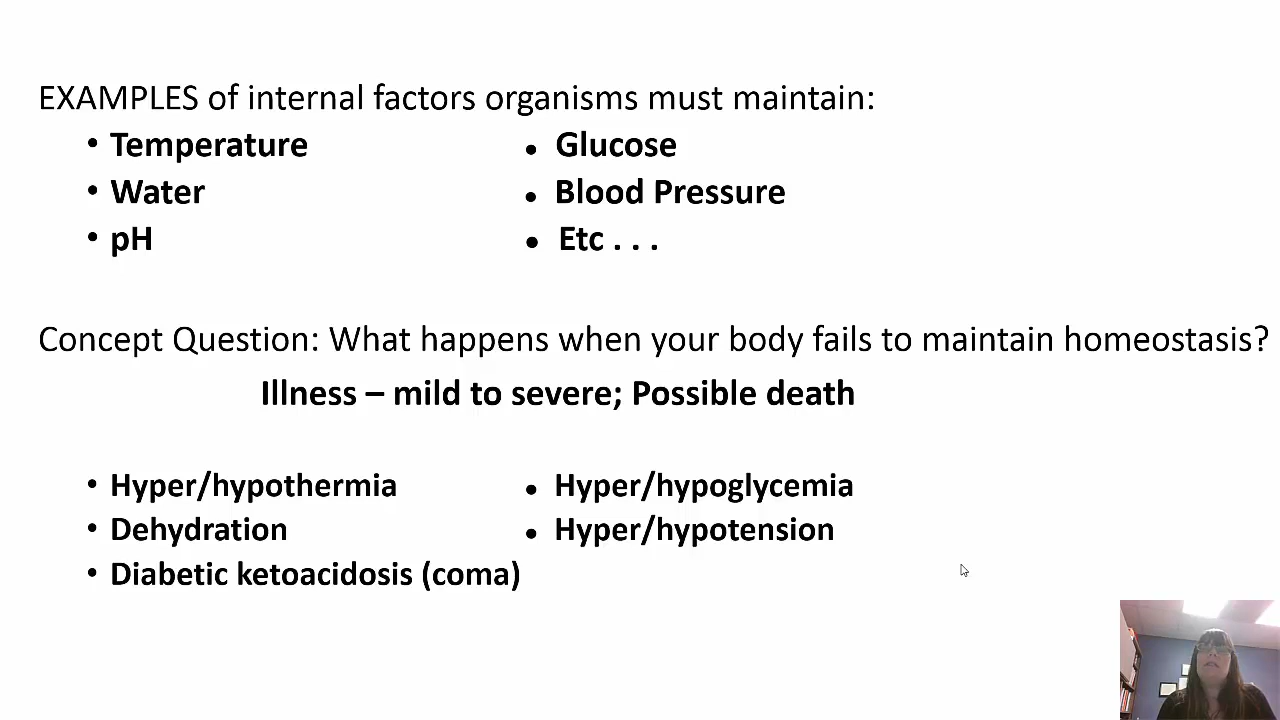 EXAMPLES of internal factors organisms must maintain:
• Temperature • Glucose
• Water • Blood Pressure
• pH • Etc . . .
Concept Question: What happens when your body fails to maintain homeostasis?
Illness – mild to severe; Possible death
• Hyper/hypothermia • Hyper/hypoglycemia
• Dehydration • Hyper/hypotension
• Diabetic ketoacidosis (coma)